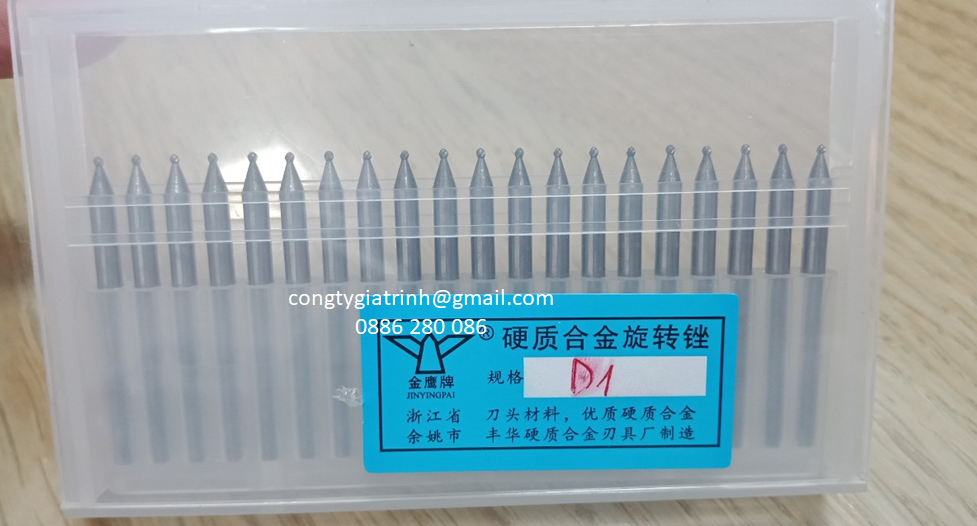 congtygiatrinh@gmail.com
0886 280 086
® 硬质合金旋转锉
金鹰牌
JINYINGPAI
规格 D1
浙江省 刀头材料，优质硬质合金
余姚市 丰华硬质合金刃具厂制造